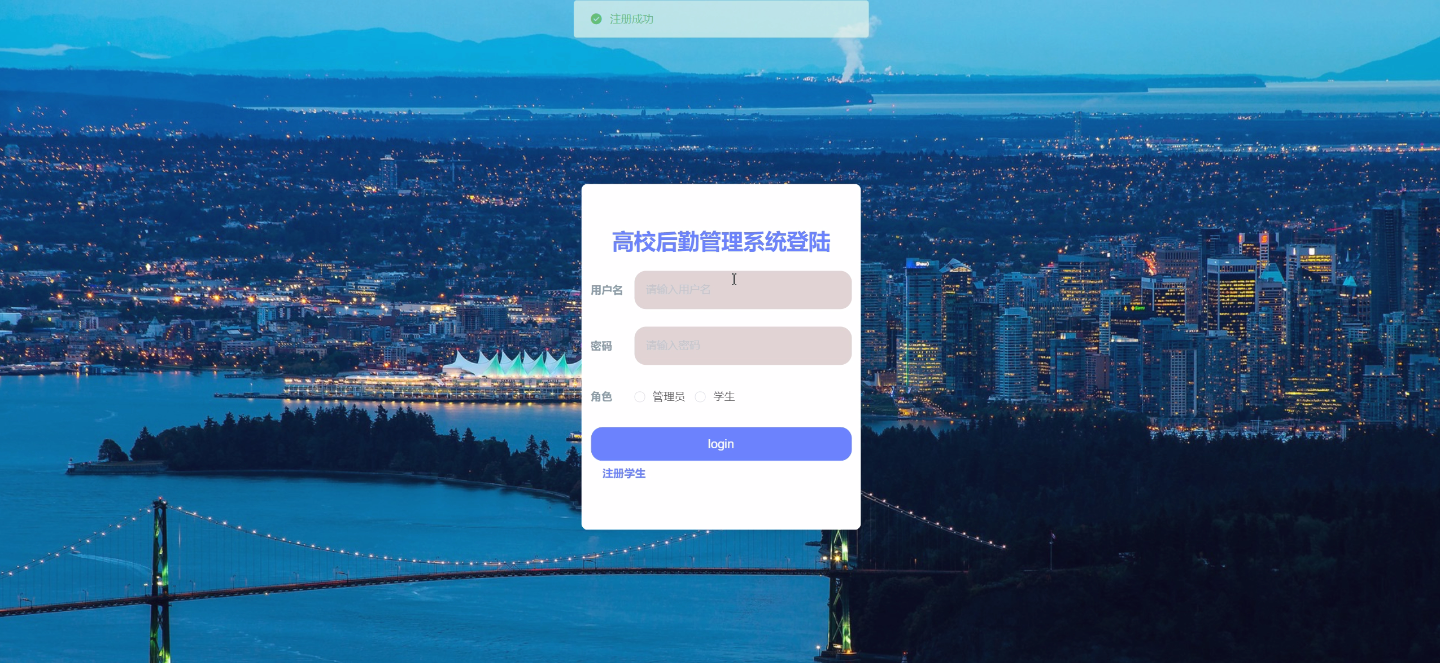 注册成功
高校后勤管理系统登陆
用户名 请输入用户名
密码 请输入密码
角色 管理员 学生
login
注册学生